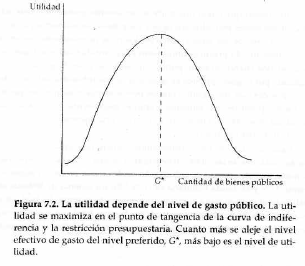 Utilidad
G*
Cantidad de bienes públicos
Figura 7.2. La utilidad depende del nivel de gasto público. La uti-
lidad se maximiza en el punto de tangencia de la curva de indife-
rencia y la restricción presupuestaria. Cuanto más se aleje el nivel
efectivo de gasto del nivel preferido, G*, más bajo es el nivel de uti-
lidad.